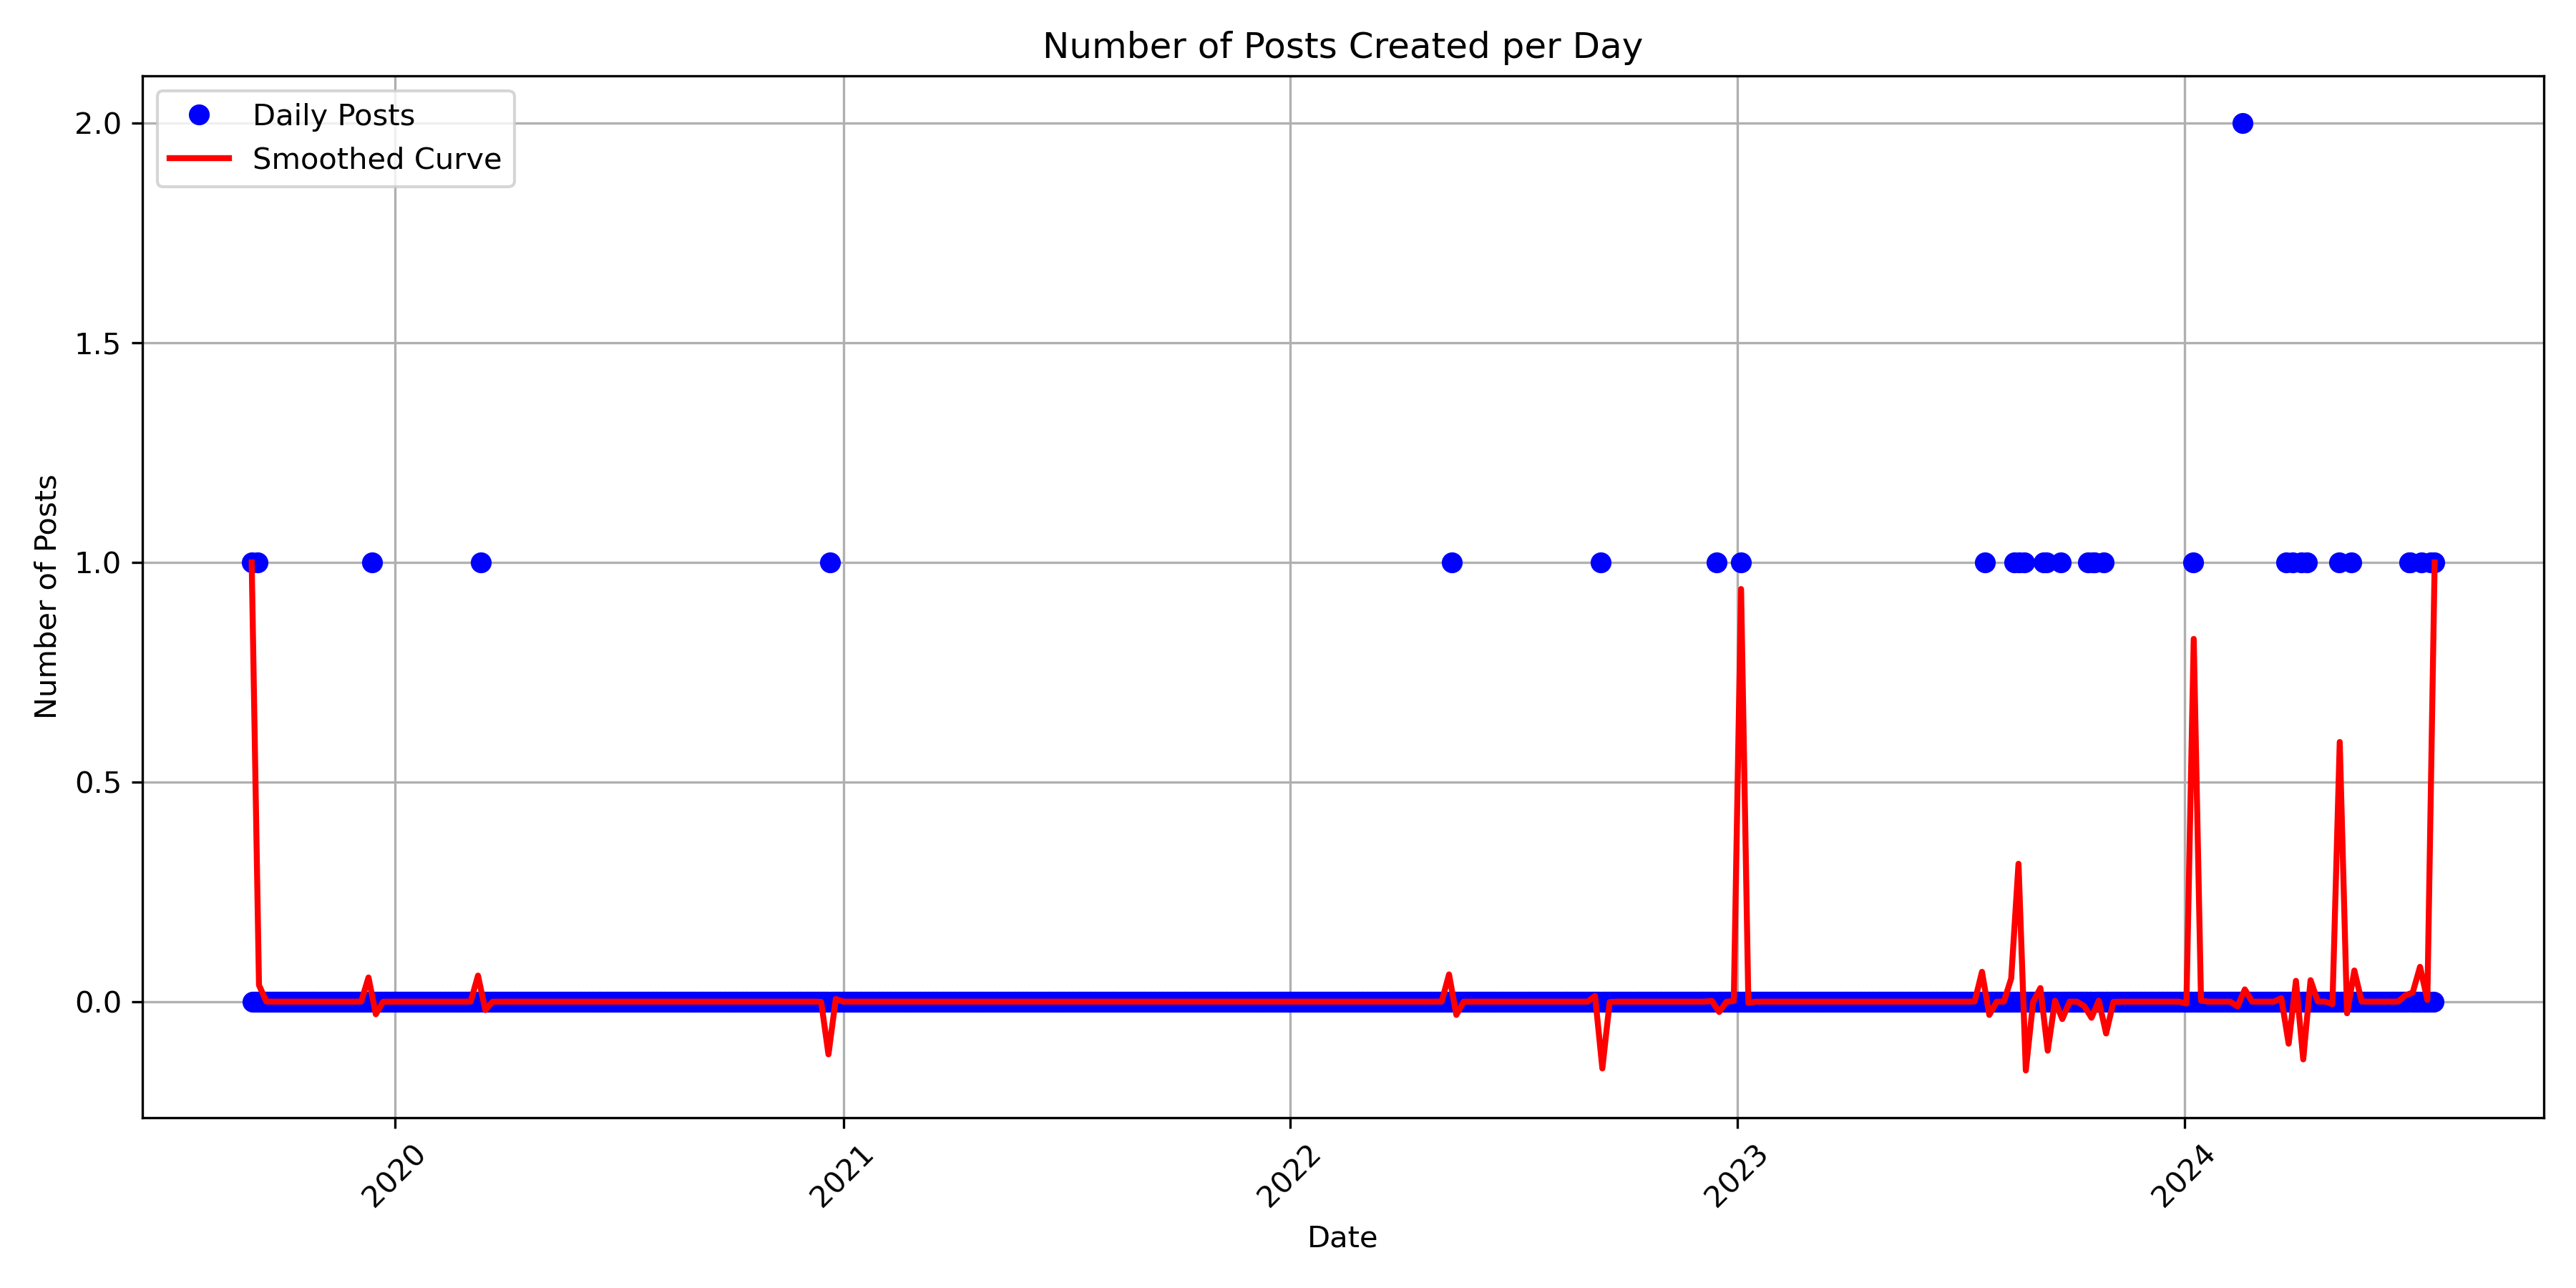 Number of Posts Created per Day
Daily Posts
Smoothed Curve
Number of Posts
2.0
1.5
1.0
0.5
0.0
2020
2021
2022
2023
2024
Date